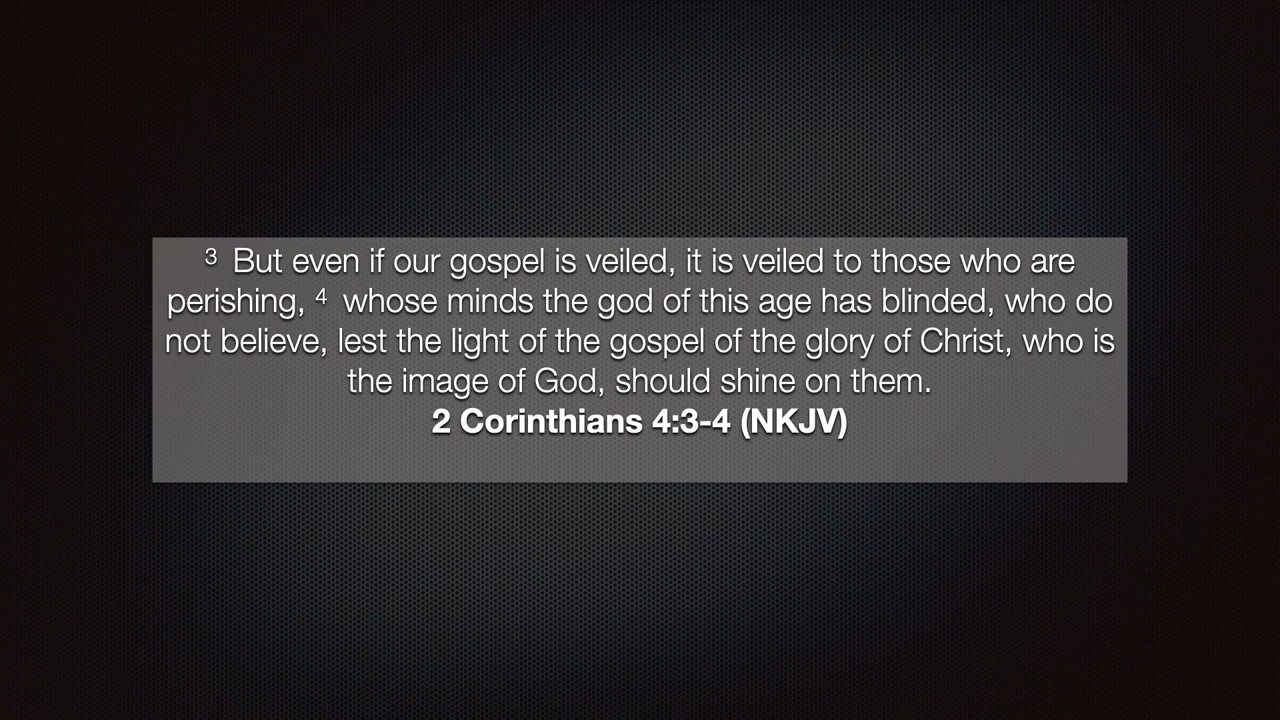 ³ But even if our gospel is veiled, it is veiled to those who are
perishing, ⁴ whose minds the god of this age has blinded, who do
not believe, lest the light of the gospel of the glory of Christ, who is
the image of God, should shine on them.
2 Corinthians 4:3-4 (NKJV)